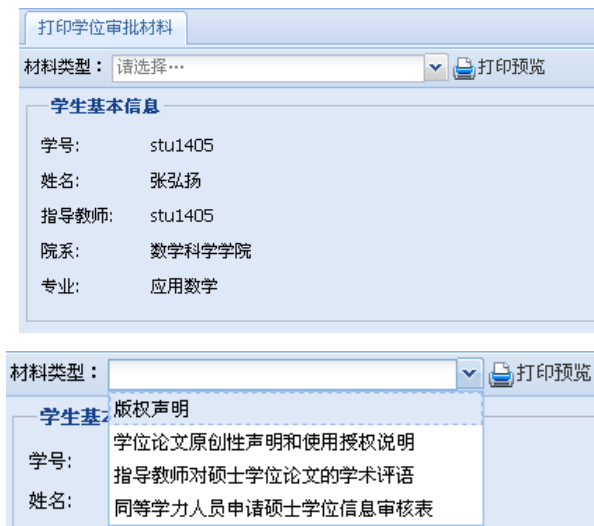 打印学位审批材料
材料类型： 请选择… 打印预览
学生基本信息
学号: stu1405
姓名: 张弘扬
指导教师: stu1405
院系: 数学科学学院
专业: 应用数学
材料类型： 打印预览
学生基
版权声明
学位论文原创性声明和使用授权说明
学号:
指导教师对硕士学位论文的学术评语
姓名:
同等学力人员申请硕士学位信息审核表